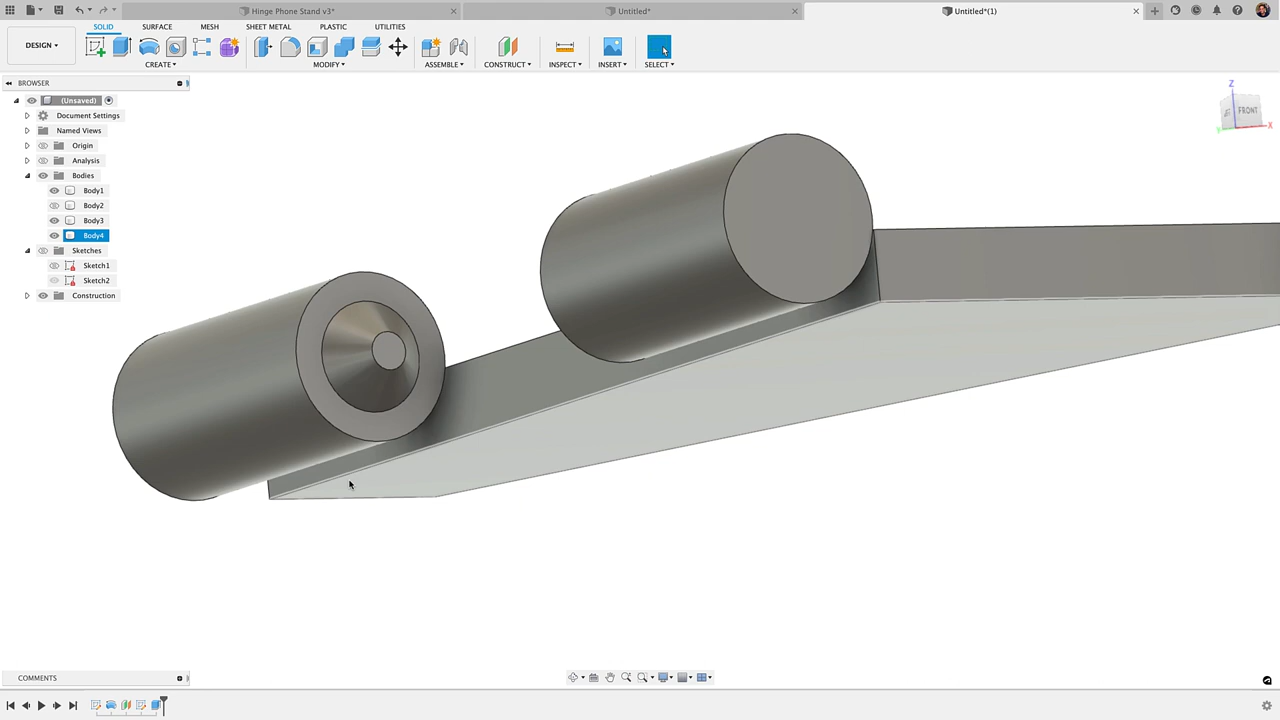 Hinge Phone Stand v3*
Untitled*
Untitled*(1)
SOLID
SURFACE
MESH
SHEET METAL
PLASTIC
UTILITIES
DESIGN
CREATE
MODIFY
ASSEMBLE
CONSTRUCT
INSPECT
INSERT
SELECT
BROWSER
(Unsaved)
Document Settings
Named Views
Origin
Analysis
Bodies
Body1
Body2
Body3
Body4
Sketches
Sketch1
Sketch2
Construction
Z
FRONT
X
COMMENTS